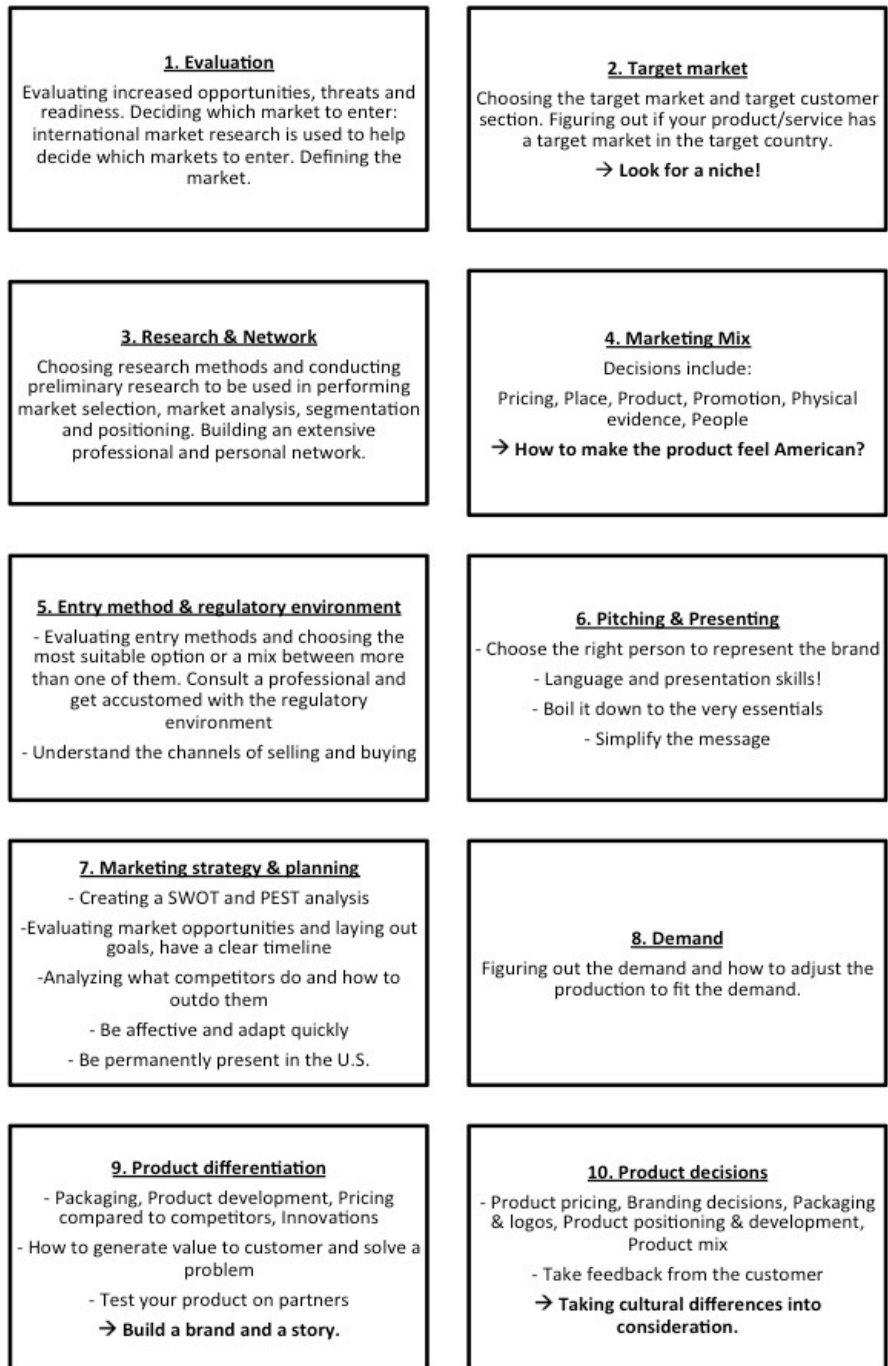 1. Evaluation
Evaluating increased opportunities, threats and
readiness. Deciding which market to enter:
international market research is used to help
decide which markets to enter. Defining the
market.
2. Target market
Choosing the target market and target customer
section. Figuring out if your product/service has
a target market in the target country.
→ Look for a niche!
3. Research & Network
Choosing research methods and conducting
preliminary research to be used in performing
market selection, market analysis, segmentation
and positioning. Building an extensive
professional and personal network.
4. Marketing Mix
Decisions include:
Pricing, Place, Product, Promotion, Physical
evidence, People
→ How to make the product feel American?
5. Entry method & regulatory environment
- Evaluating entry methods and choosing the
most suitable option or a mix between more
than one of them. Consult a professional and
get accustomed with the regulatory
environment
- Understand the channels of selling and buying
6. Pitching & Presenting
- Choose the right person to represent the brand
- Language and presentation skills!
- Boil it down to the very essentials
- Simplify the message
7. Marketing strategy & planning
- Creating a SWOT and PEST analysis
-Evaluating market opportunities and laying out
goals, have a clear timeline
-Analyzing what competitors do and how to
outdo them
- Be affective and adapt quickly
- Be permanently present in the U.S.
8. Demand
Figuring out the demand and how to adjust the
production to fit the demand.
9. Product differentiation
- Packaging, Product development, Pricing
compared to competitors, Innovations
- How to generate value to customer and solve a
problem
- Test your product on partners
→ Build a brand and a story.
10. Product decisions
- Product pricing, Branding decisions, Packaging
& logos, Product positioning & development,
Product mix
- Take feedback from the customer
→ Taking cultural differences into
consideration.